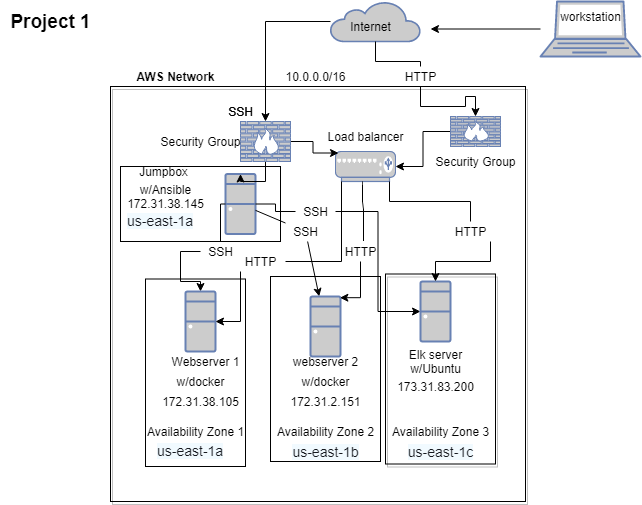 Project 1
workstation
Internet
AWS Network
10.0.0.0/16
HTTP
SSH
Security Group
Load balancer
Security Group
Jumpbox
w/Ansible
172.31.38.145
us-east-1a
SSH
SSH
SSH
HTTP
HTTP
HTTP
Webserver 1
w/docker
172.31.38.105
Availability Zone 1
us-east-1a
webserver 2
w/docker
172.31.2.151
Availability Zone 2
us-east-1b
Elk server
w/Ubuntu
173.31.83.200
Availability Zone 3
us-east-1c